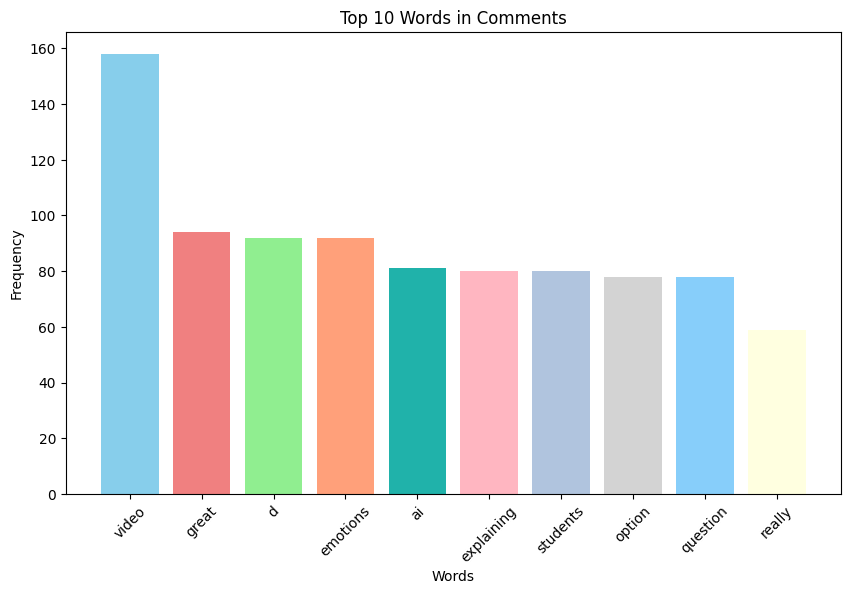 Top 10 Words in Comments
Frequency
160
140
120
100
80
60
40
20
0
video
great
d
emotions
ai
explaining
students
option
question
really
Words